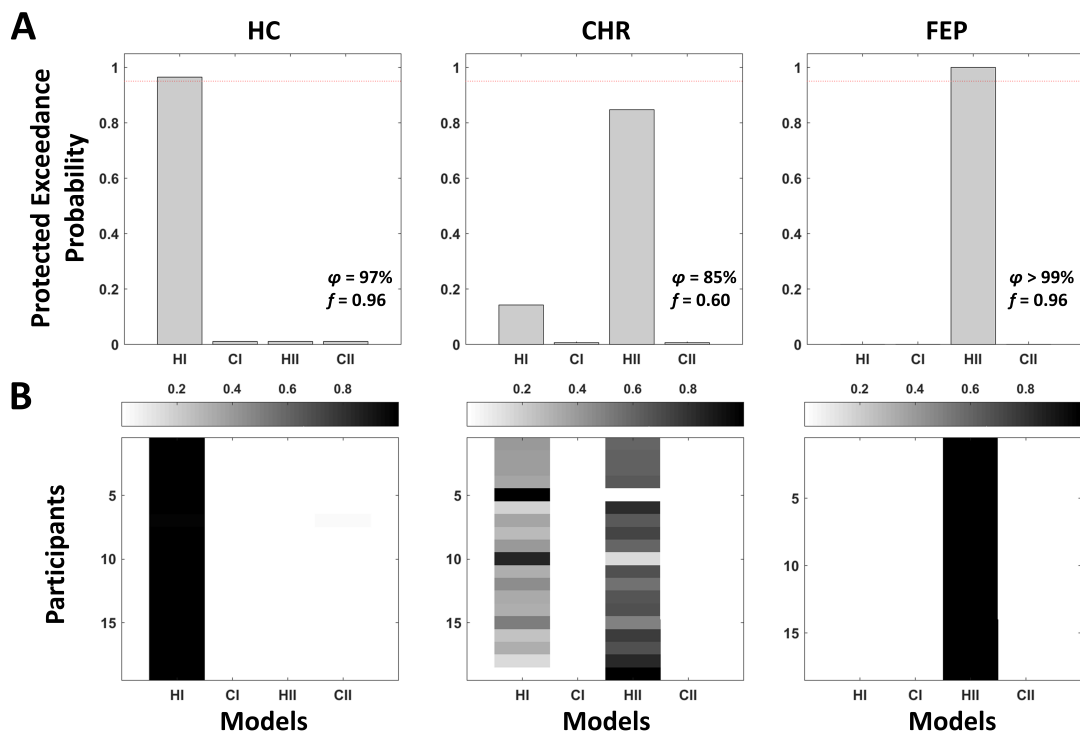 A
HC
CHR
FEP
Protected Exceedance
Probability
1
0.8
0.6
0.4
0.2
0
φ = 97%
f = 0.96
HI CI HII CII
1
0.8
0.6
0.4
0.2
0
φ = 85%
f = 0.60
HI CI HII CII
1
0.8
0.6
0.4
0.2
0
φ > 99%
f = 0.96
HI CI HII CII
B
Participants
0.2 0.4 0.6 0.8
5
10
15
HI CI HII CII
Models
0.2 0.4 0.6 0.8
5
10
15
HI CI HII CII
Models
0.2 0.4 0.6 0.8
5
10
15
HI CI HII CII
Models